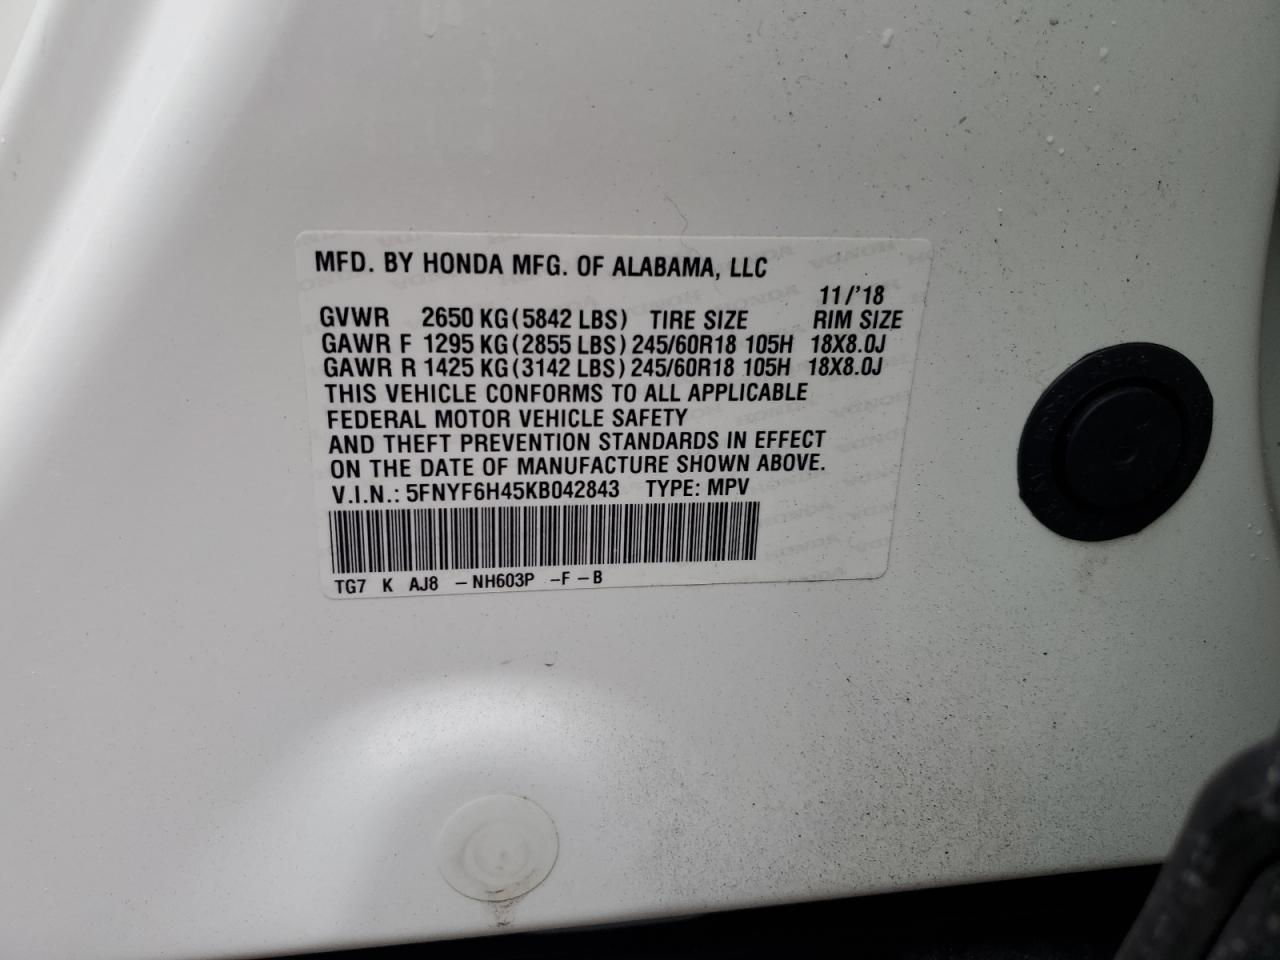 MFD. BY HONDA MFG. OF ALABAMA, LLC
11/'18
GVWR 2650 KG(5842 LBS) TIRE SIZE RIM SIZE
GAWR F 1295 KG(2855 LBS) 245/60R18 105H 18X8.0J
GAWR R 1425 KG(3142 LBS) 245/60R18 105H 18X8.0J
THIS VEHICLE CONFORMS TO ALL APPLICABLE
FEDERAL MOTOR VEHICLE SAFETY
AND THEFT PREVENTION STANDARDS IN EFFECT
ON THE DATE OF MANUFACTURE SHOWN ABOVE.
V.I.N.: 5FNYF6H45KB042843 TYPE: MPV
TG7 K AJ8 -NH603P -F-B